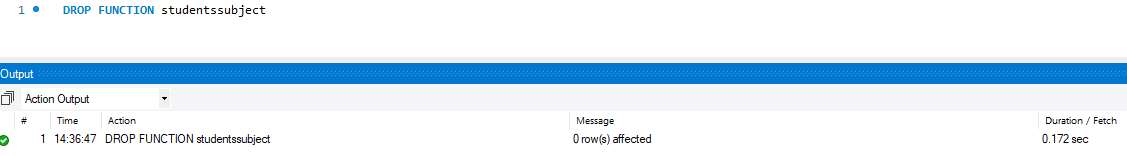 1 DROP FUNCTION studentssubject
Output
Action Output
# Time Action Message Duration / Fetch
1 14:36:47 DROP FUNCTION studentssubject 0 row(s) affected 0.172 sec